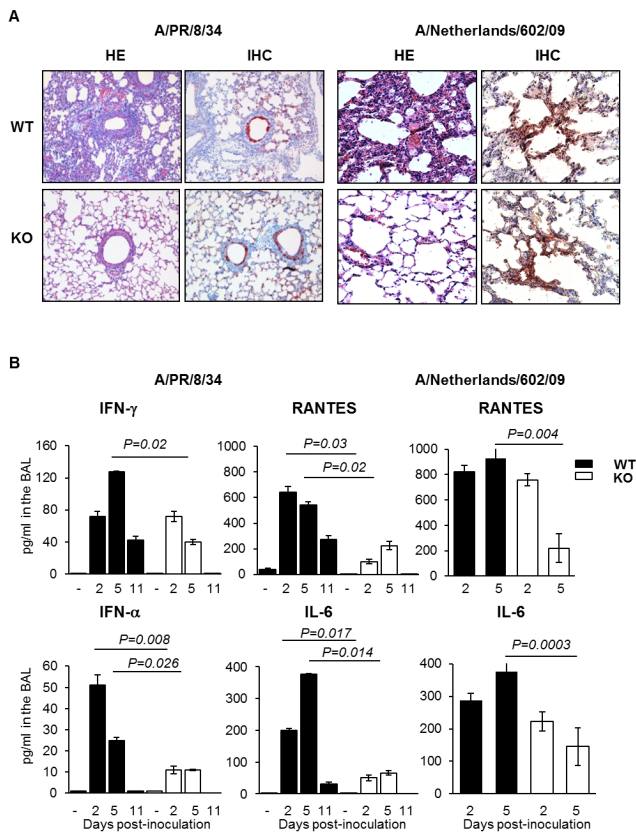 A
A/PR/8/34 A/Netherlands/602/09
HE IHC HE IHC
WT
KO
B
A/PR/8/34 A/Netherlands/602/09
IFN-γ RANTES RANTES
P=0.02 P=0.03 P=0.02 P=0.004
WT
KO
pg/ml in the BAL
160 120 80 40 0
1000 800 600 400 200 0
1000 800 600 400 200 0
- 2 5 11 - 2 5 11 - 2 5 11 - 2 5 11 2 5 2 5
IFN-α IL-6 IL-6
P=0.008 P=0.017 P=0.0003
P=0.026 P=0.014
pg/ml in the BAL
60 50 40 30 20 10 0
400 300 200 100 0
400 300 200 100 0
- 2 5 11 - 2 5 11 - 2 5 11 - 2 5 11 2 5 2 5
Days post-inoculation Days post-inoculation Days post-inoculation